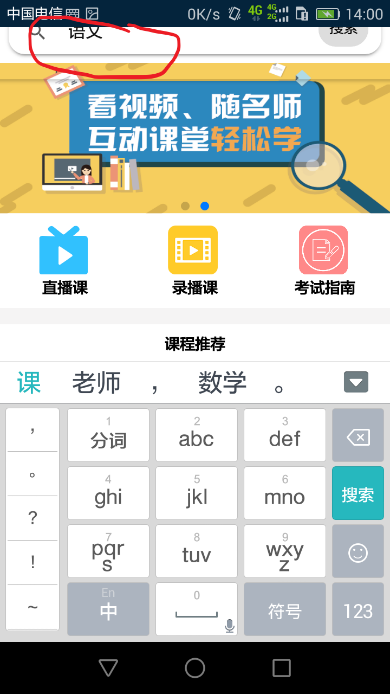 中国电信 0K/s 4G 4G 2G 14:00
语文 搜索
看视频、随名师
互动课堂轻松学
直播课 录播课 考试指南
课程推荐
课 老师 , 数学 。
, 1 分词 2 abc 3 def
。 4 ghi 5 jkl 6 mno 搜索
? 7 pqrs 8 tuv 9 wxyz
!
~ En 中 0 符号 123